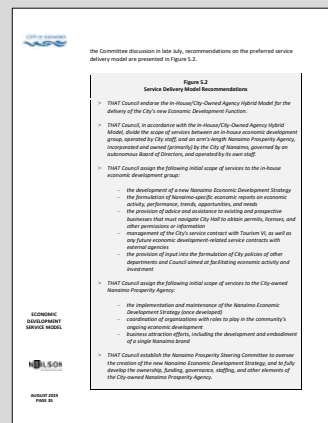 CITY OF NANAIMO
the Committee discussion in late July, recommendations on the preferred service
delivery model are presented in Figure 5.2.
Figure 5.2
Service Delivery Model Recommendations
> THAT Council endorse the In-House/City-Owned Agency Hybrid Model for the
delivery of the City's new Economic Development Function.
> THAT Council, in accordance with the In-House/City-Owned Agency Hybrid
Model, divide the scope of services between an in-house economic development
group, operated by City staff, and an arm's-length Nanaimo Prosperity Agency,
incorporated and owned (primarily) by the City of Nanaimo, governed by an
autonomous Board of Directors, and operated by its own staff.
> THAT Council assign the following initial scope of services to the in-house
economic development group:
– the development of a new Nanaimo Economic Development Strategy
– the formulation of Nanaimo-specific economic reports on economic
activity, performance, trends, opportunities, and needs
– the provision of advice and assistance to existing and prospective
businesses that must navigate City Hall to obtain permits, licenses, and
other permissions or information
– management of the City's service contract with Tourism VI, as well as
any future economic development-related service contracts with
external agencies
– the provision of input into the formulation of City policies of other
departments and Council aimed at facilitating economic activity and
investment
> THAT Council assign the following initial scope of services to the City-owned
Nanaimo Prosperity Agency:
– the implementation and maintenance of the Nanaimo Economic
Development Strategy (once developed)
– coordination of organizations with roles to play in the community's
ongoing economic development
– business attraction efforts, including the development and embodiment
of a single Nanaimo brand
> THAT Council establish the Nanaimo Prosperity Steering Committee to oversee
the creation of the new Nanaimo Economic Development Strategy, and to fully
develop the ownership, funding, governance, staffing, and other elements of
the City-owned Nanaimo Prosperity Agency.
ECONOMIC
DEVELOPMENT
SERVICE MODEL
NEILSON
AUGUST 2019
PAGE 35